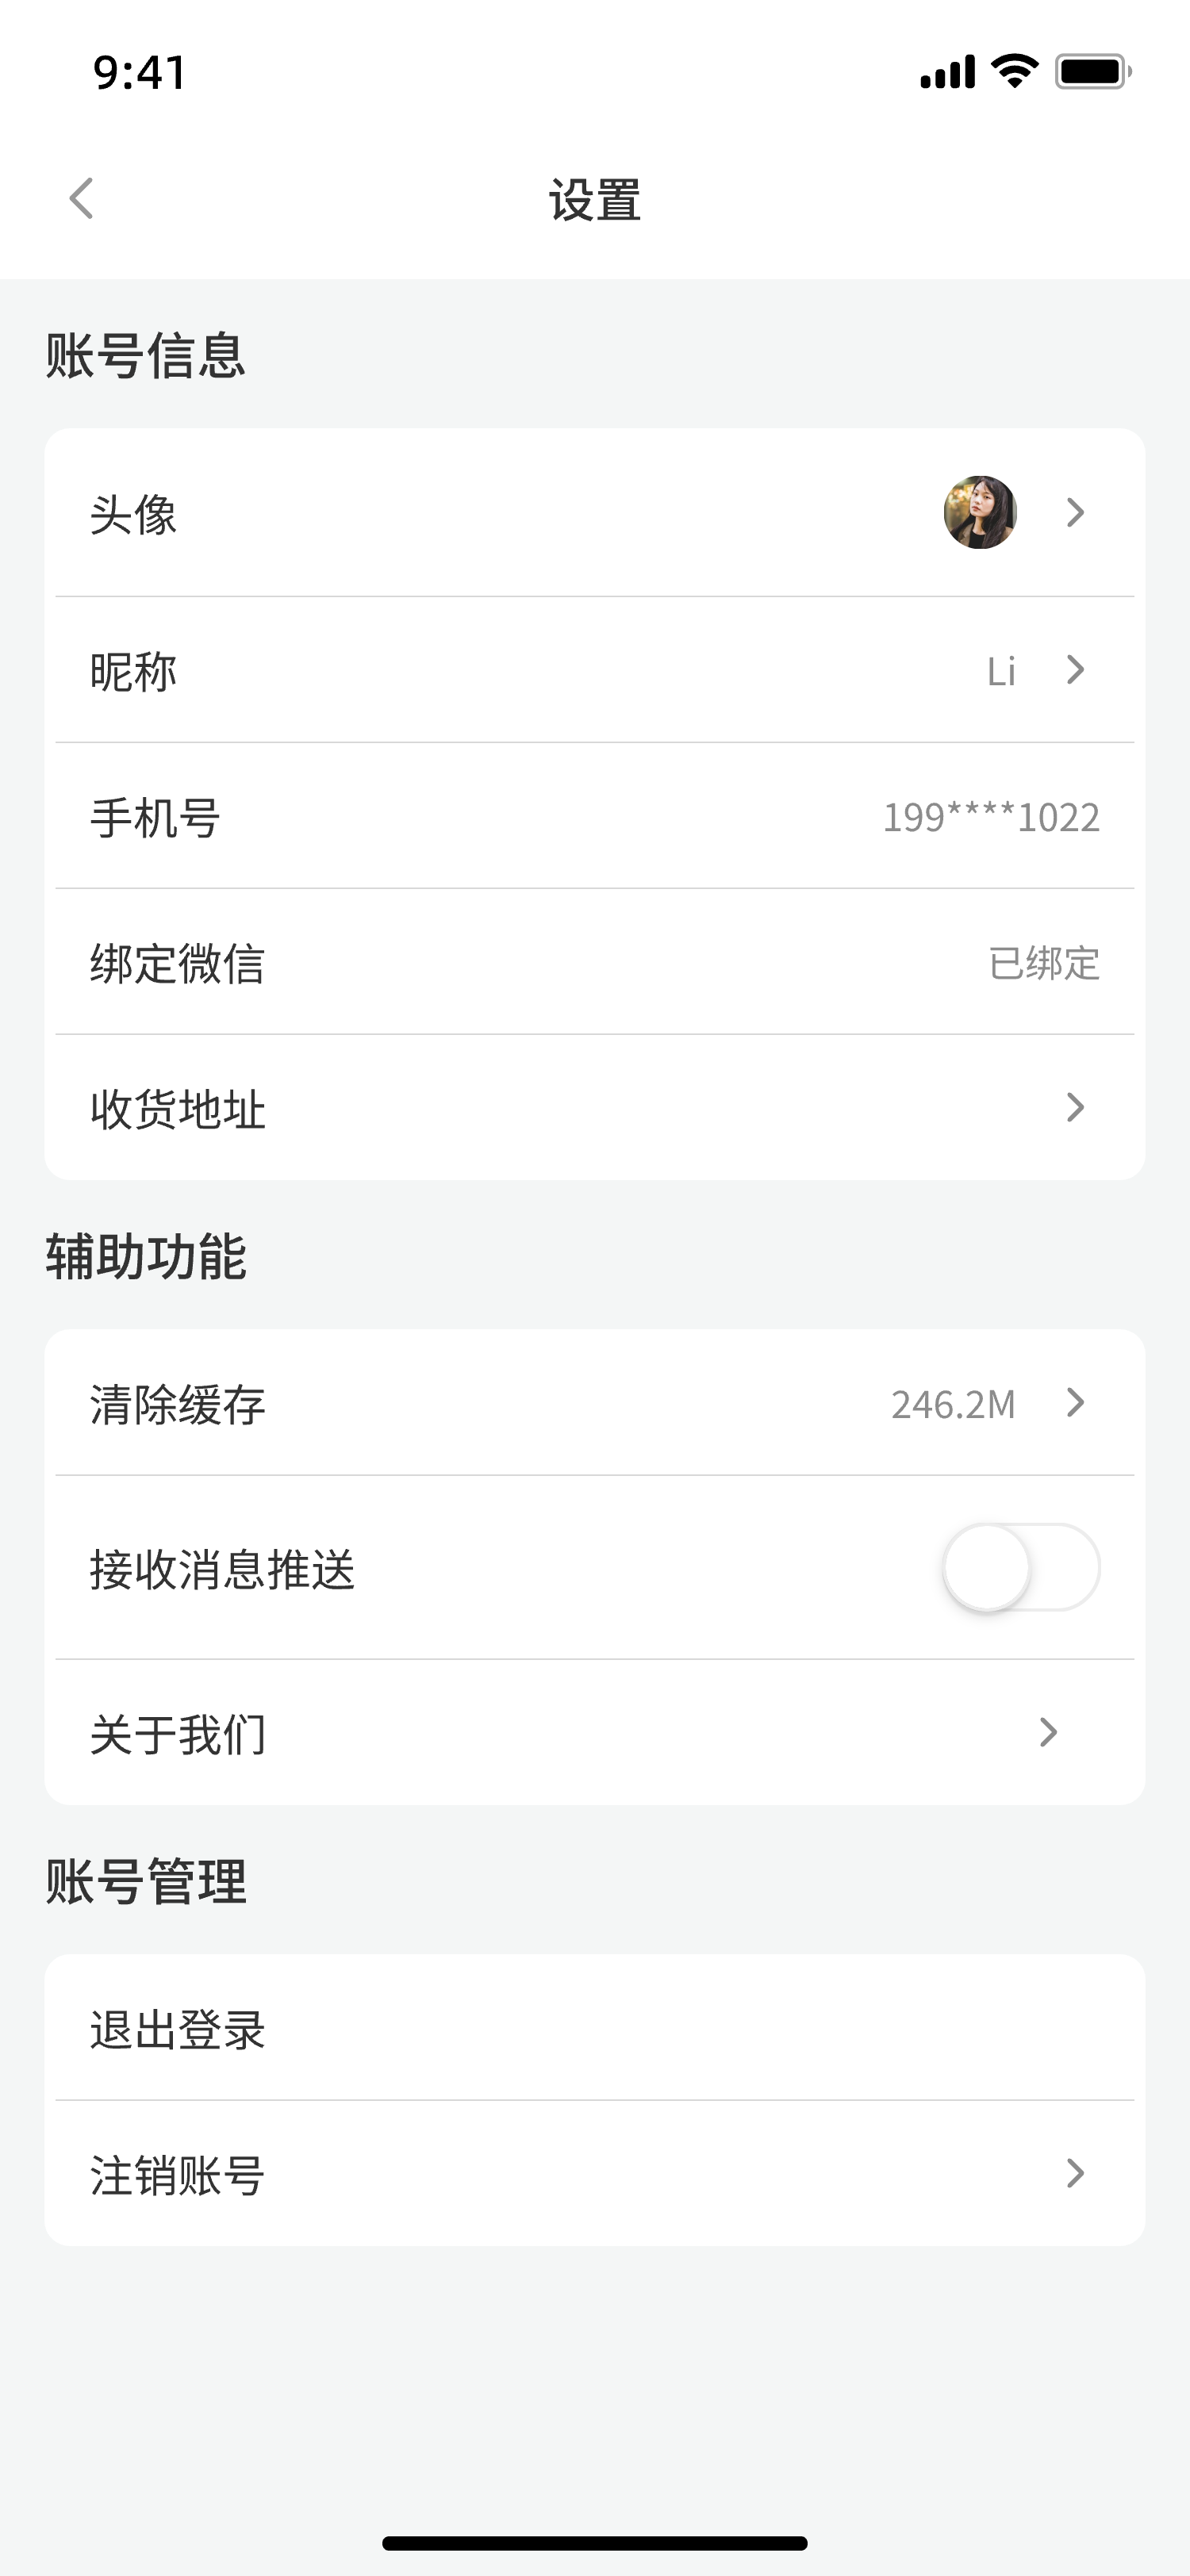 9:41
设置
账号信息
头像
昵称 Li
手机号 199****1022
绑定微信 已绑定
收货地址
辅助功能
清除缓存 246.2M
接收消息推送
关于我们
账号管理
退出登录
注销账号